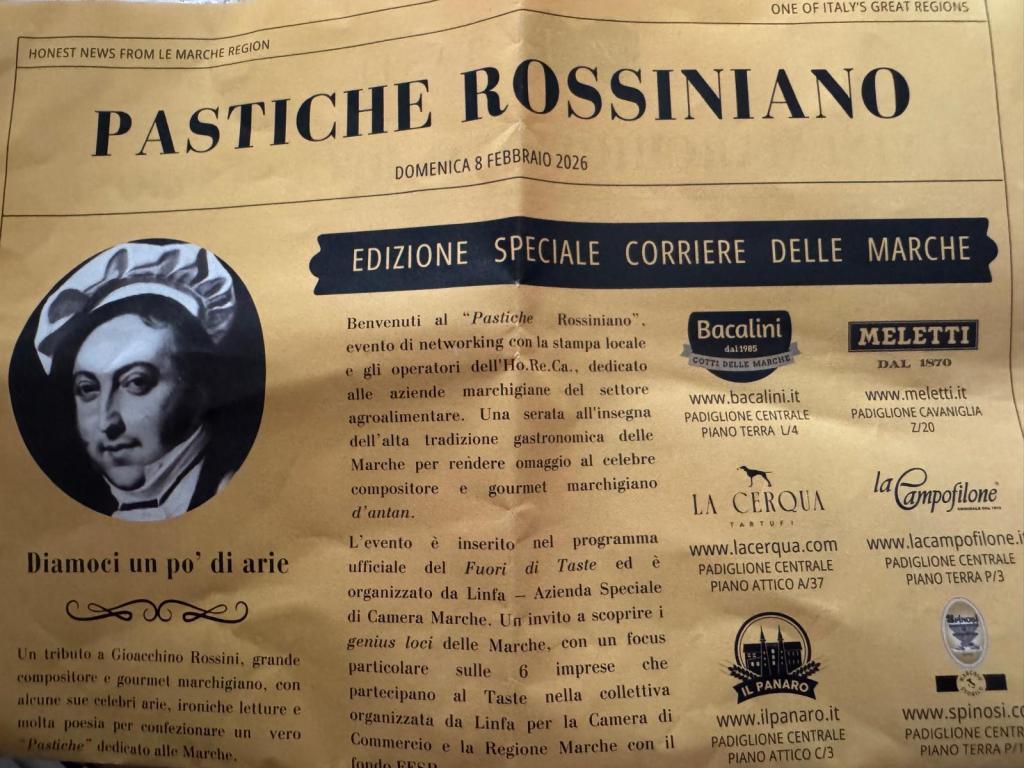 HONEST NEWS FROM LE MARCHE REGION
ONE OF ITALY'S GREAT REGIONS
PASTICHE ROSSINIANO
DOMENICA 8 FEBBRAIO 2026
EDIZIONE SPECIALE CORRIERE DELLE MARCHE
Diamoci un po' di arie
Un tributo a Gioacchino Rossini, grande
compositore e gourmet marchigiano, con
alcune sue celebri arie, ironiche letture e
molta poesia per confezionare un vero
"Pastiche" dedicato alle Marche.
Benvenuti al "Pastiche Rossiniano",
evento di networking con la stampa locale
e gli operatori dell'Ho.Re.Ca., dedicato
alle aziende marchigiane del settore
agroalimentare. Una serata all'insegna
dell'alta tradizione gastronomica delle
Marche per rendere omaggio al celebre
compositore e gourmet marchigiano
d'antan.
L'evento è inserito nel programma
ufficiale del Fuori di Taste ed è
organizzato da Linfa – Azienda Speciale
di Camera Marche. Un invito a scoprire i
genius loci delle Marche, con un focus
particolare sulle 6 imprese che
partecipano al Taste nella collettiva
organizzata da Linfa per la Camera di
Commercio e la Regione Marche con il
fondo
Bacalini
dal 1985
COTTI DELLE MARCHE
www.bacalini.it
PADIGLIONE CENTRALE
PIANO TERRA L/4
MELETTI
DAL 1870
www.meletti.it
PADIGLIONE CAVANIGLIA
Z/20
LA CERQUA
TARTUFI
www.lacerqua.com
PADIGLIONE CENTRALE
PIANO ATTICO A/37
la Campofilone
www.lacampofilone.it
PADIGLIONE CENTRALE
PIANO TERRA P/3
IL PANARO
www.ilpanaro.it
PADIGLIONE CENTRALE
PIANO ATTICO C/3
SPINOSI
www.spinosi.co
PADIGLIONE CENTR
PIANO TERRA P/1